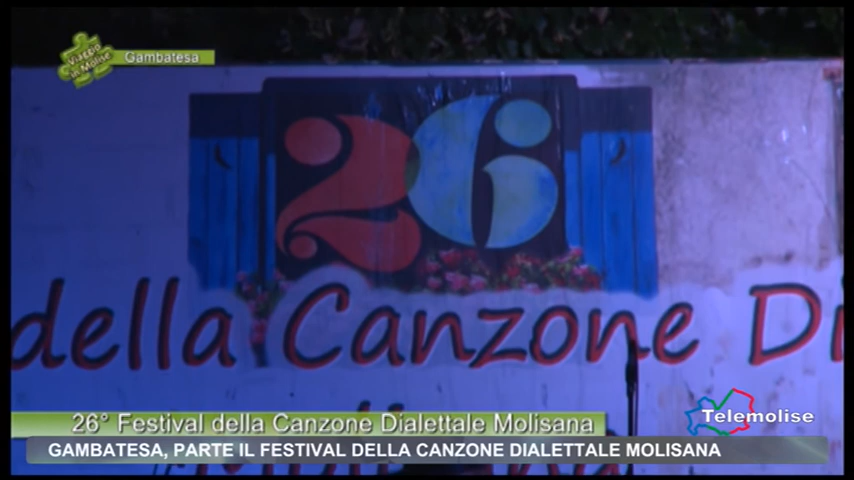 Viaggio
in Molise
Gambatesa
26
della Canzone Di
26° Festival della Canzone Dialettale Molisana
Telemolise
GAMBATESA, PARTE IL FESTIVAL DELLA CANZONE DIALETTALE MOLISANA